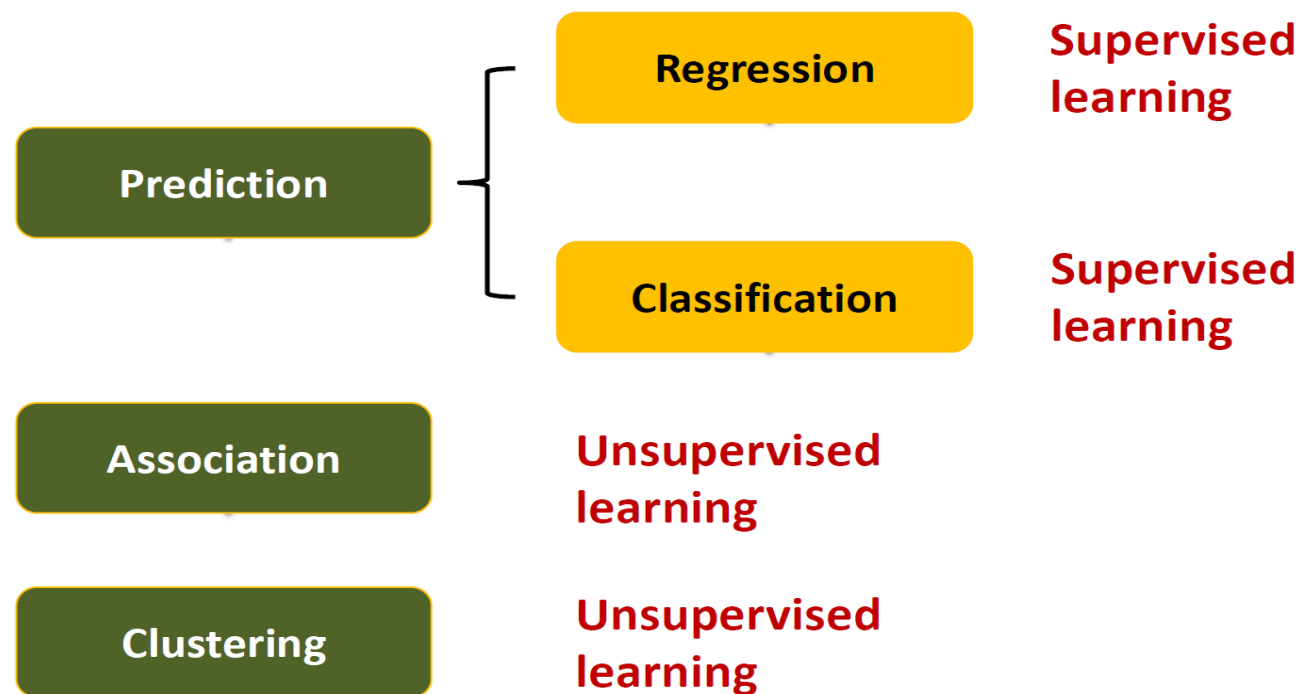 Regression
Supervised
learning
Prediction
Classification
Supervised
learning
Association
Unsupervised
learning
Clustering
Unsupervised
learning